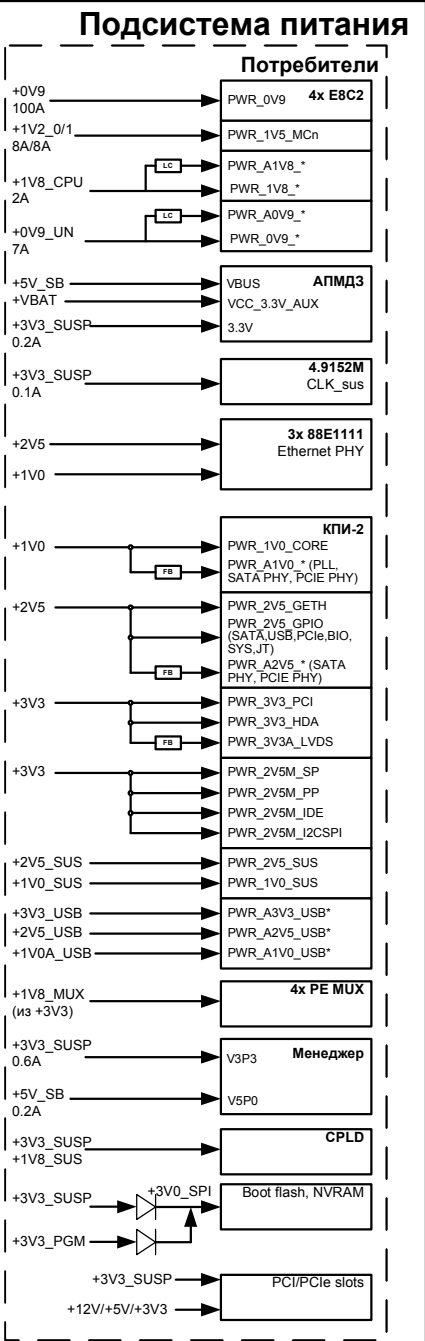 Подсистема питания
Потребители
+0V9
100A
PWR_0V9 4x E8C2
+1V2_0/1
8A/8A
PWR_1V5_MCn
+1V8_CPU
2A
LC
PWR_A1V8_*
PWR_1V8_*
+0V9_UN
7A
LC
PWR_A0V9_*
PWR_0V9_*
+5V_SB
VBUS АПМДЗ
+VBAT
VCC_3.3V_AUX
+3V3_SUSP
0.2A
3.3V
+3V3_SUSP
0.1A
4.9152M
CLK_sus
3x 88E1111
Ethernet PHY
+2V5
+1V0
КПИ-2
+1V0
PWR_1V0_CORE
FB
PWR_A1V0_* (PLL,
SATA PHY, PCIE PHY)
+2V5
PWR_2V5_GETH
PWR_2V5_GPIO
(SATA,USB,PCIe,BIO,
SYS,JT)
FB
PWR_A2V5_* (SATA
PHY, PCIE PHY)
+3V3
PWR_3V3_PCI
PWR_3V3_HDA
FB
PWR_3V3A_LVDS
+3V3
PWR_2V5M_SP
PWR_2V5M_PP
PWR_2V5M_IDE
PWR_2V5M_I2CSPI
+2V5_SUS
PWR_2V5_SUS
+1V0_SUS
PWR_1V0_SUS
+3V3_USB
PWR_A3V3_USB*
+2V5_USB
PWR_A2V5_USB*
+1V0A_USB
PWR_A1V0_USB*
+1V8_MUX
(из +3V3)
4x PE MUX
+3V3_SUSP
0.6A
V3P3 Менеджер
+5V_SB
0.2A
V5P0
+3V3_SUSP
+1V8_SUS
CPLD
+3V3_SUSP
+3V0_SPI
Boot flash, NVRAM
+3V3_PGM
+3V3_SUSP
PCI/PCIe slots
+12V/+5V/+3V3